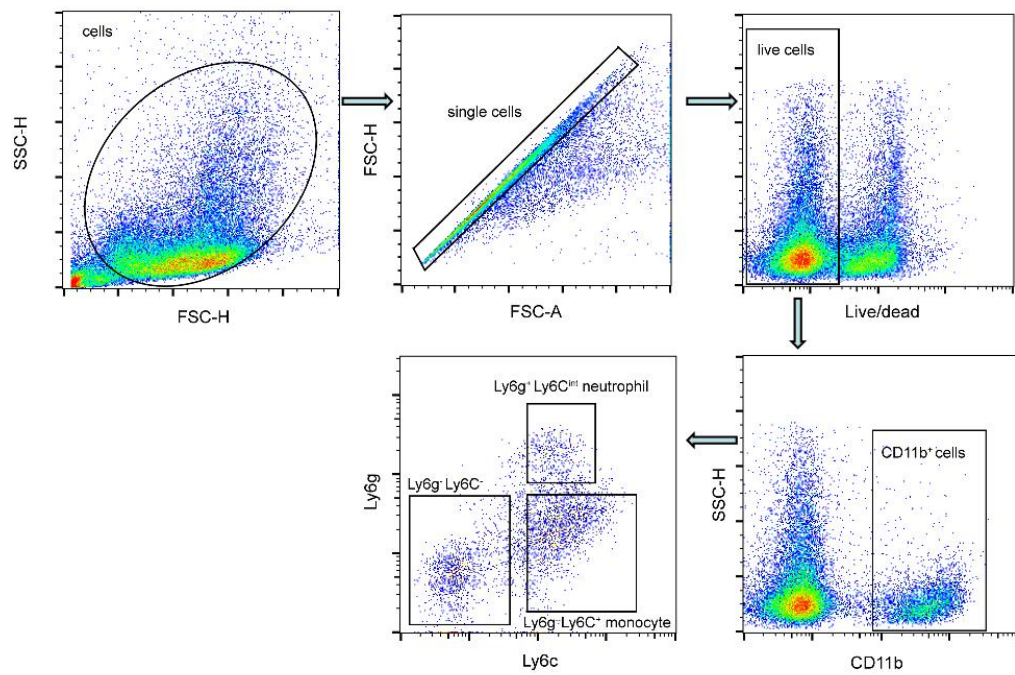 cells
SSC-H
FSC-H
single cells
FSC-H
FSC-A
live cells
Live/dead
Ly6g⁺ Ly6Cⁱⁿᵗ neutrophil
Ly6g⁻ Ly6C⁻
Ly6g
Ly6g⁻ Ly6C⁺ monocyte
Ly6c
CD11b⁺ cells
SSC-H
CD11b